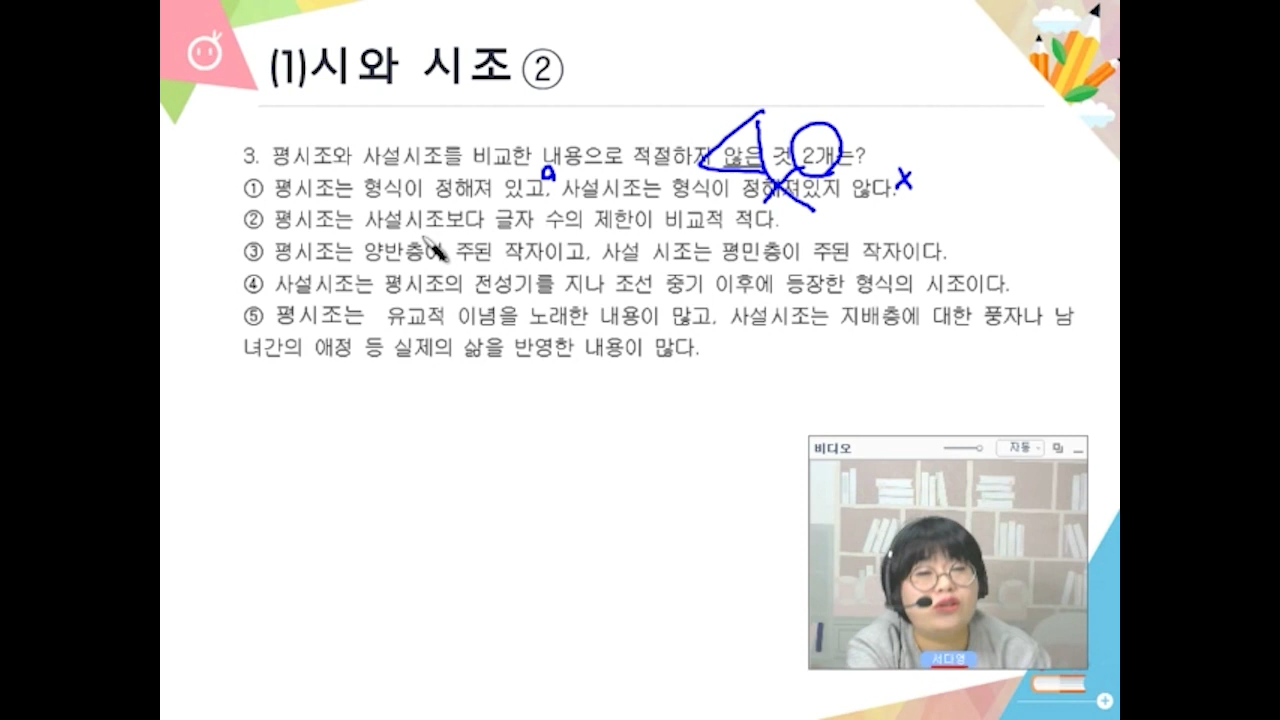 (1)시와 시조②
3. 평시조와 사설시조를 비교한 내용으로 적절하지 않은 것 2개는?
① 평시조는 형식이 정해져 있고, 사설시조는 형식이 정해져있지 않다.
② 평시조는 사설시조보다 글자 수의 제한이 비교적 적다.
③ 평시조는 양반층이 주된 작자이고, 사설 시조는 평민층이 주된 작자이다.
④ 사설시조는 평시조의 전성기를 지나 조선 중기 이후에 등장한 형식의 시조이다.
⑤ 평시조는 유교적 이념을 노래한 내용이 많고, 사설시조는 지배층에 대한 풍자나 남
녀간의 애정 등 실제의 삶을 반영한 내용이 많다.
비디오 자동
서다영